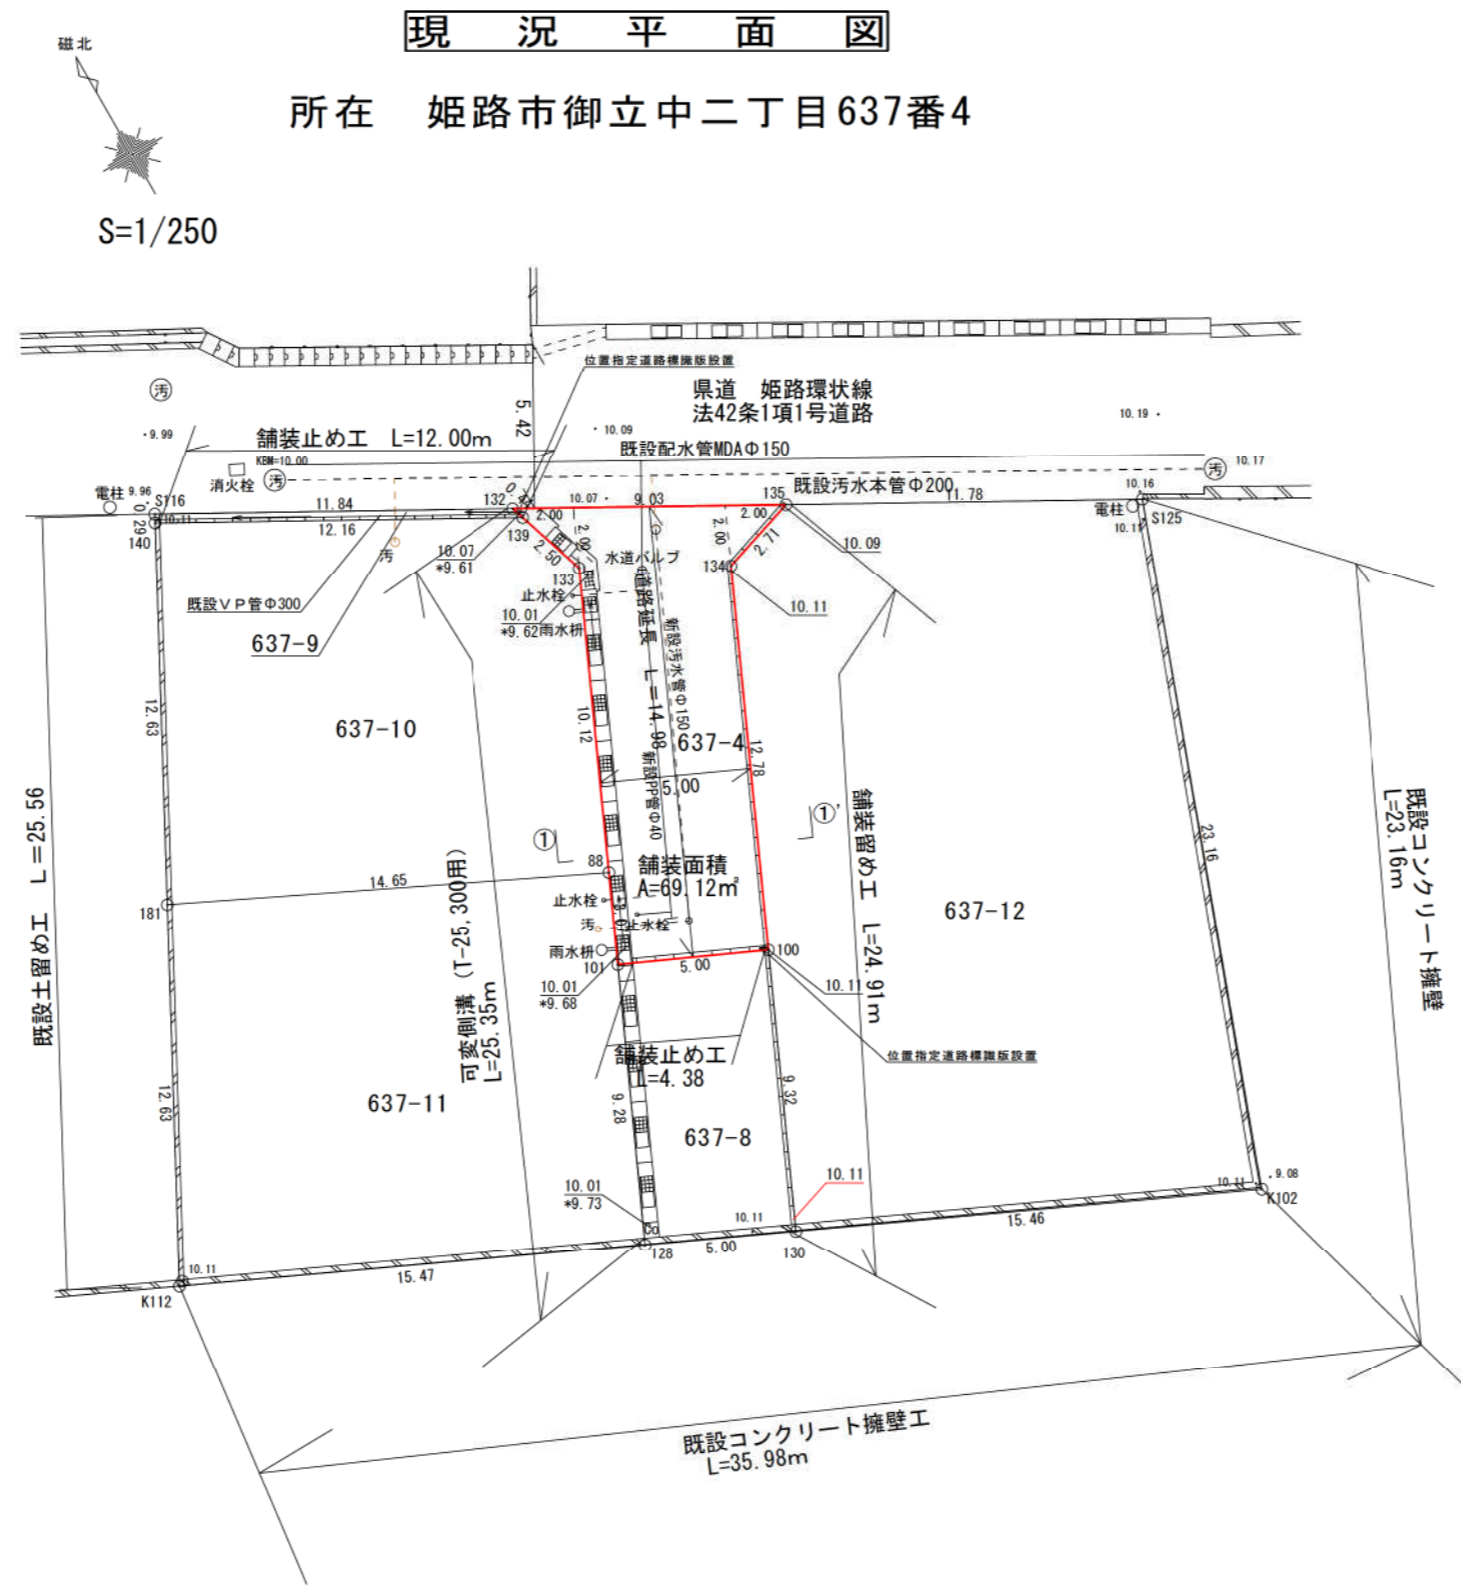 現 況 平 面 図
磁北
所在 姫路市御立中二丁目637番4
S=1/250
位置指定道路標識版設置
県道 姫路環状線
法42条1項1号道路
汚
5.42
10.19
9.99
舗装止め工 L=12.00m
10.09
既設配水管MDAΦ150
KBM=10.00
消火栓
汚
汚
10.17
電柱
9.96
S116
11.84
132
10.07
9.03
135
既設汚水本管Φ200
11.78
10.16
電柱
S125
10.11
0.29
10.11
140
12.16
139
2.00
2.00
2.00
2.00
2.71
10.09
汚
10.07
*9.61
2.50
水道バルブ
134
133
既設VP管Φ300
止水栓
10.01
*9.62
雨水枡
10.11
637-9
道路延長 L=14.98
新設汚水管Φ150
12.63
637-10
10.12
637-4
12.78
新設PP管Φ40
5.00
既設土留め工 L=25.56
①
①'
舗装留め工 L=24.91m
既設コンクリート擁壁
L=23.16m
23.16
88
舗装面積
A=69.12㎡
14.65
181
可変側溝(T-25,300用)
L=25.35m
止水栓
汚
止水栓
637-12
雨水枡
101
5.00
100
10.01
*9.68
10.11
位置指定道路標識版設置
舗装止め工
L=4.38
12.63
637-11
9.28
9.32
637-8
10.01
*9.73
10.11
Co
10.11
10.11
9.08
K102
128
5.00
130
15.46
10.11
K112
15.47
既設コンクリート擁壁工
L=35.98m